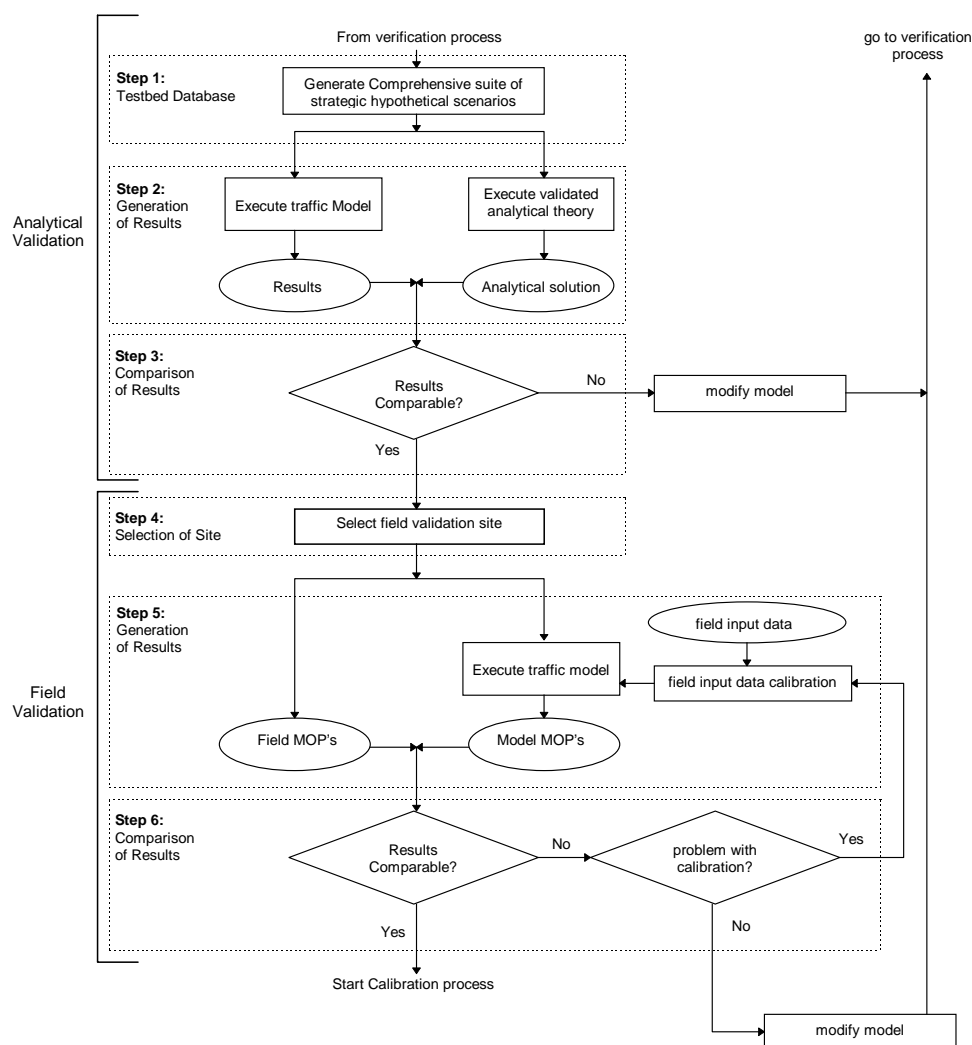 From verification process
go to verification
process
Step 1:
Testbed Database
Generate Comprehensive suite of
strategic hypothetical scenarios
Analytical
Validation
Step 2:
Generation
of Results
Execute traffic Model
Execute validated
analytical theory
Results
Analytical solution
Step 3:
Comparison
of Results
Results
Comparable?
No
modify model
Yes
Step 4:
Selection of Site
Select field validation site
Field
Validation
Step 5:
Generation
of Results
field input data
Execute traffic model
field input data calibration
Field MOP's
Model MOP's
Step 6:
Comparison
of Results
Results
Comparable?
No
problem with
calibration?
Yes
Yes
No
Start Calibration process
modify model